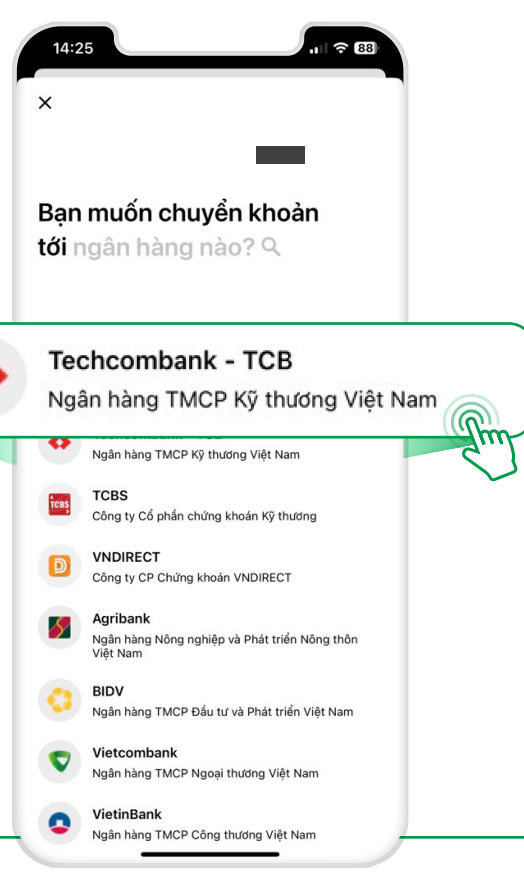 14:25
88
Bạn muốn chuyển khoản
tới ngân hàng nào?
Techcombank - TCB
Ngân hàng TMCP Kỹ thương Việt Nam
Ngân hàng TMCP Kỹ thương Việt Nam
TCBS
TCBS
Công ty Cổ phần chứng khoán Kỹ thương
VNDIRECT
Công ty CP Chứng khoán VNDIRECT
Agribank
Ngân hàng Nông nghiệp và Phát triển Nông thôn
Việt Nam
BIDV
Ngân hàng TMCP Đầu tư và Phát triển Việt Nam
Vietcombank
Ngân hàng TMCP Ngoại thương Việt Nam
VietinBank
Ngân hàng TMCP Công thương Việt Nam